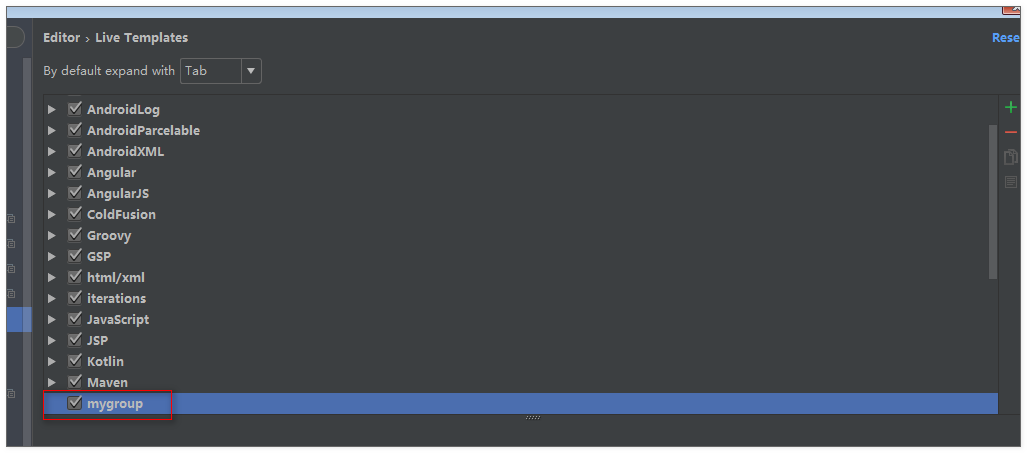 Editor › Live Templates
Rese
By default expand with Tab
AndroidLog
AndroidParcelable
AndroidXML
Angular
AngularJS
ColdFusion
Groovy
GSP
html/xml
iterations
JavaScript
JSP
Kotlin
Maven
mygroup